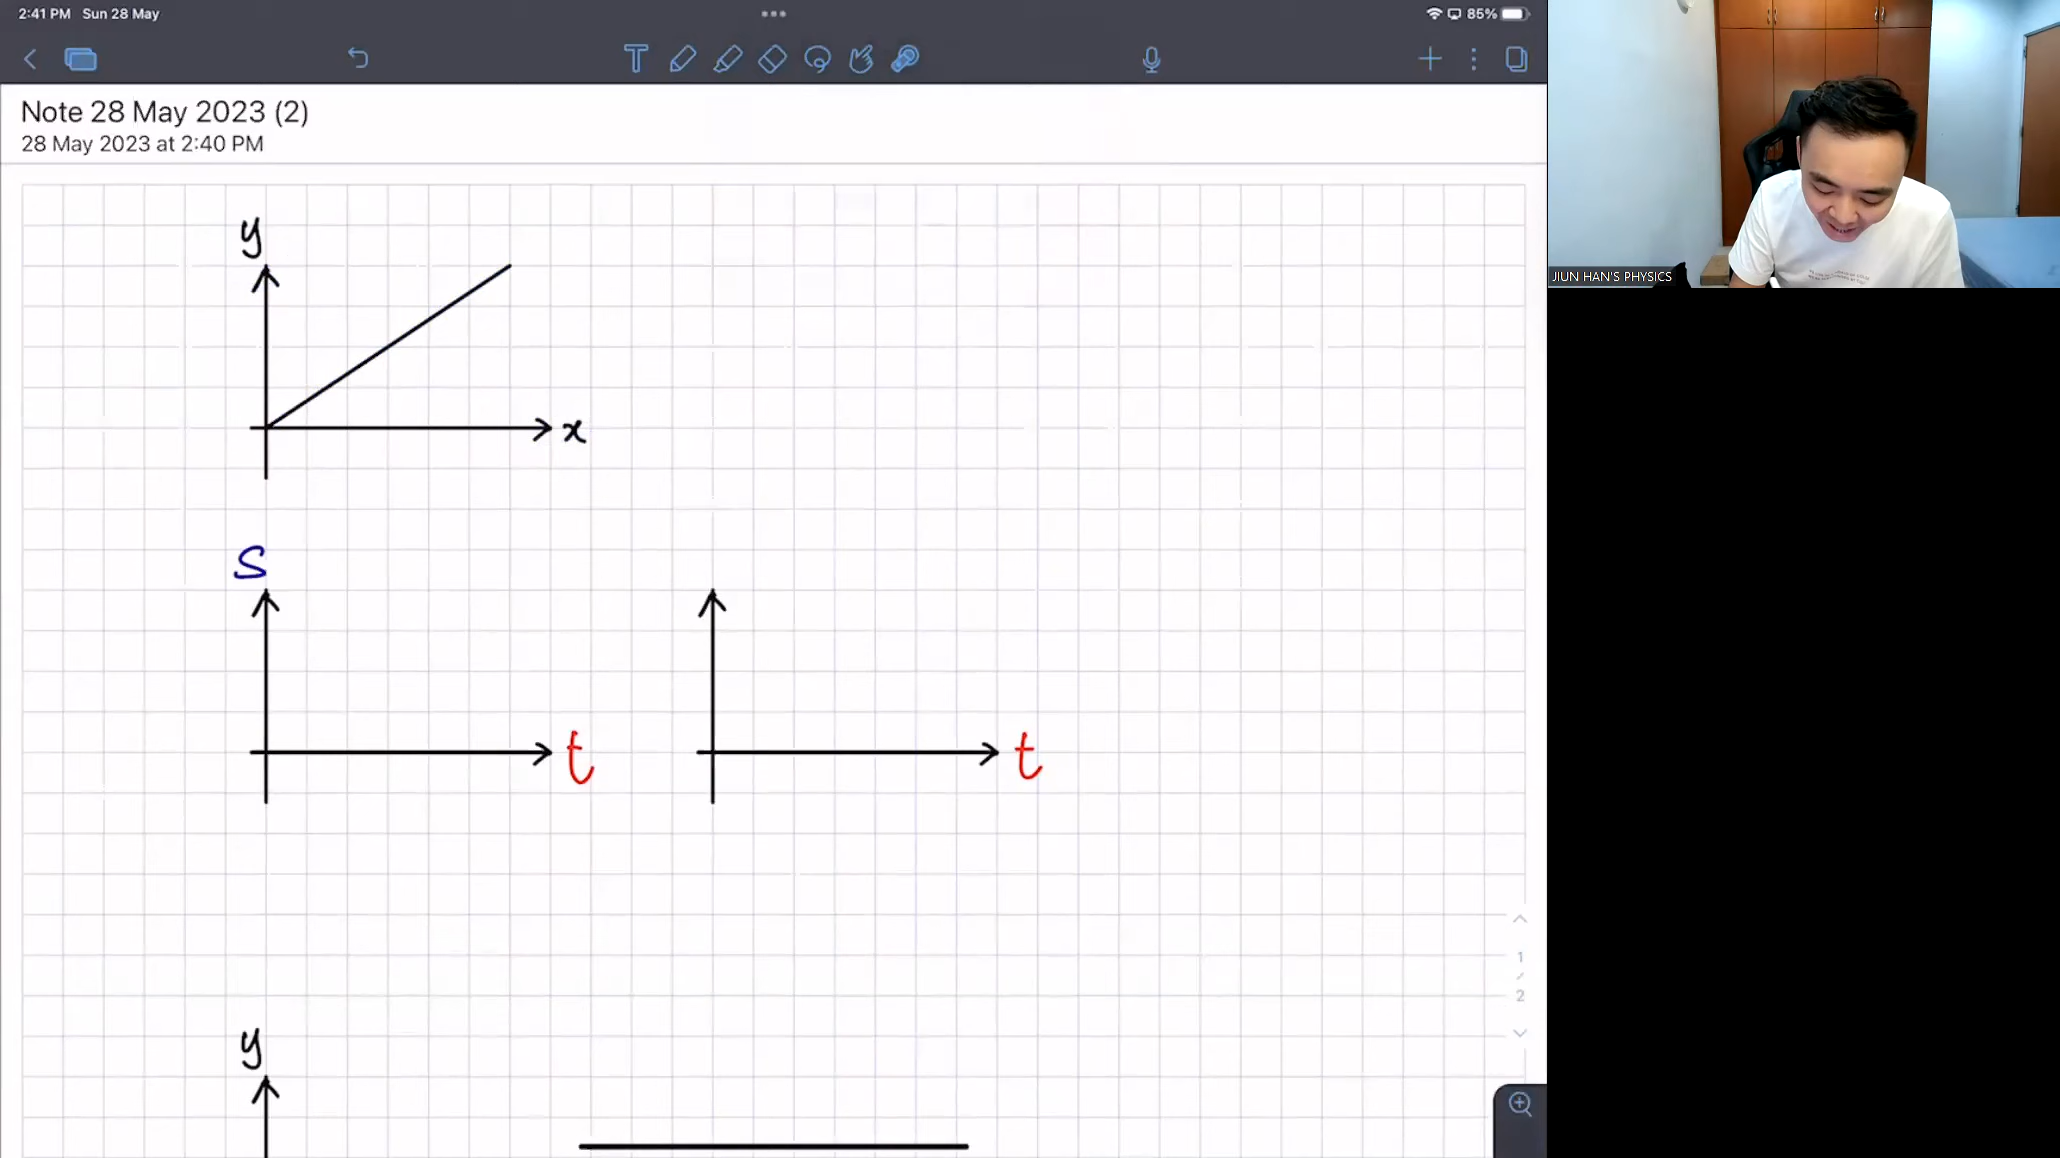 2:41 PM Sun 28 May
85%
Note 28 May 2023 (2)
28 May 2023 at 2:40 PM
JIUN HAN'S PHYSICS
y
x
s
t
t
1
2
y